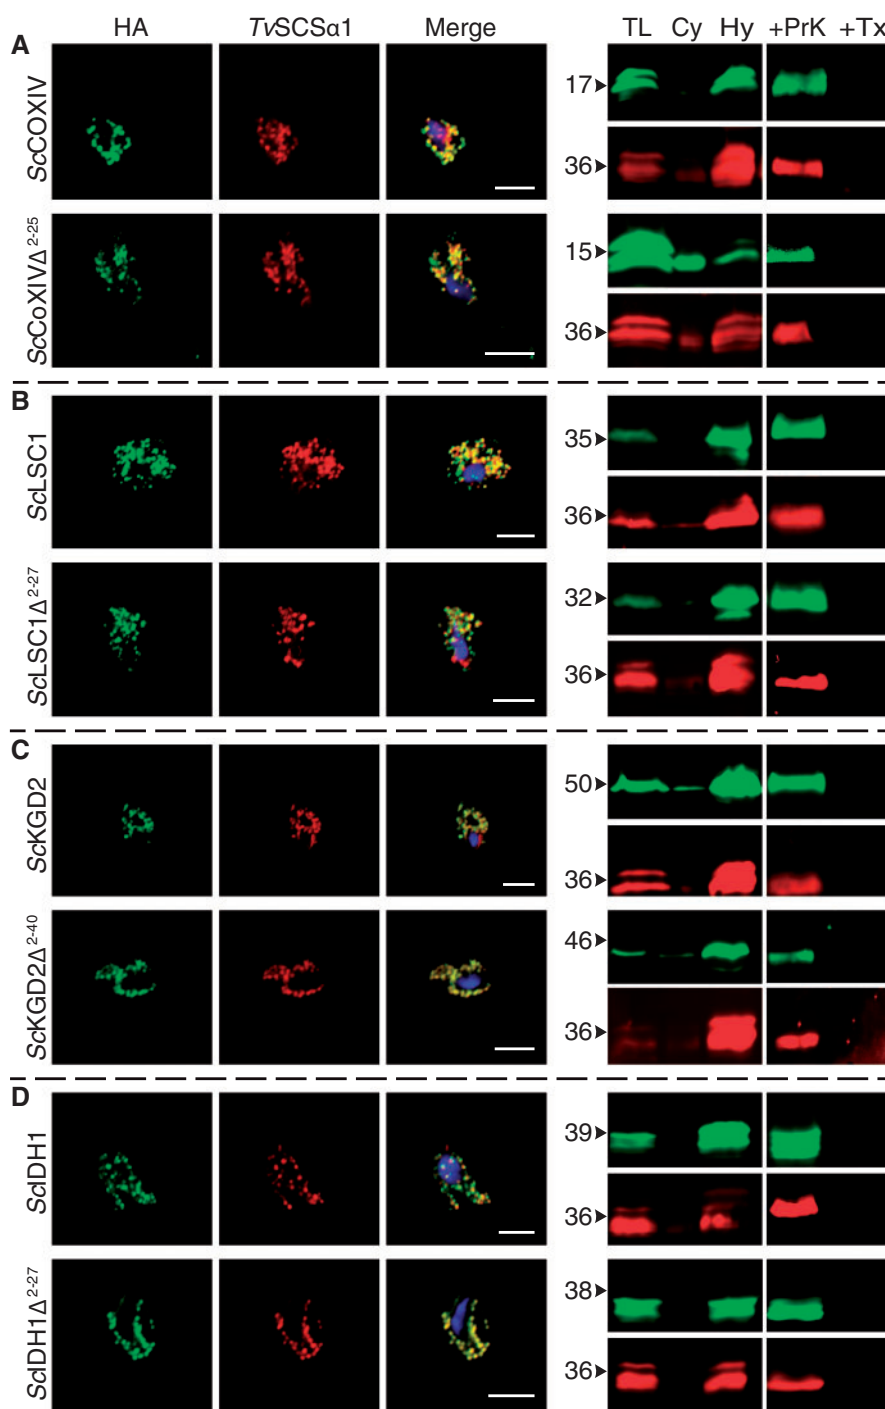 HA TvSCSα1 Merge TL Cy Hy +PrK +Tx
A
ScCOXIV
17
36
ScCoXIVΔ2-25
15
36
B
ScLSC1
35
36
ScLSC1Δ2-27
32
36
C
ScKGD2
50
36
ScKGD2Δ2-40
46
36
D
ScIDH1
39
36
ScIDH1Δ2-27
38
36